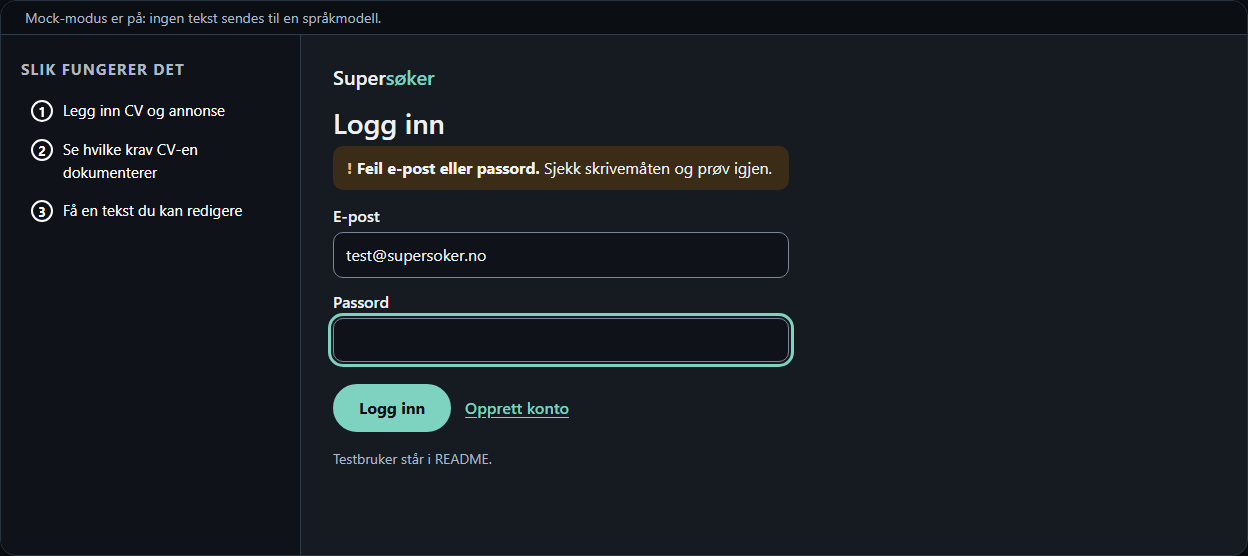 Mock-modus er på: ingen tekst sendes til en språkmodell.
SLIK FUNGERER DET
1 Legg inn CV og annonse
2 Se hvilke krav CV-en
dokumenterer
3 Få en tekst du kan redigere
Supersøker
Logg inn
! Feil e-post eller passord. Sjekk skrivemåten og prøv igjen.
E-post
test@supersoker.no
Passord
Logg inn Opprett konto
Testbruker står i README.